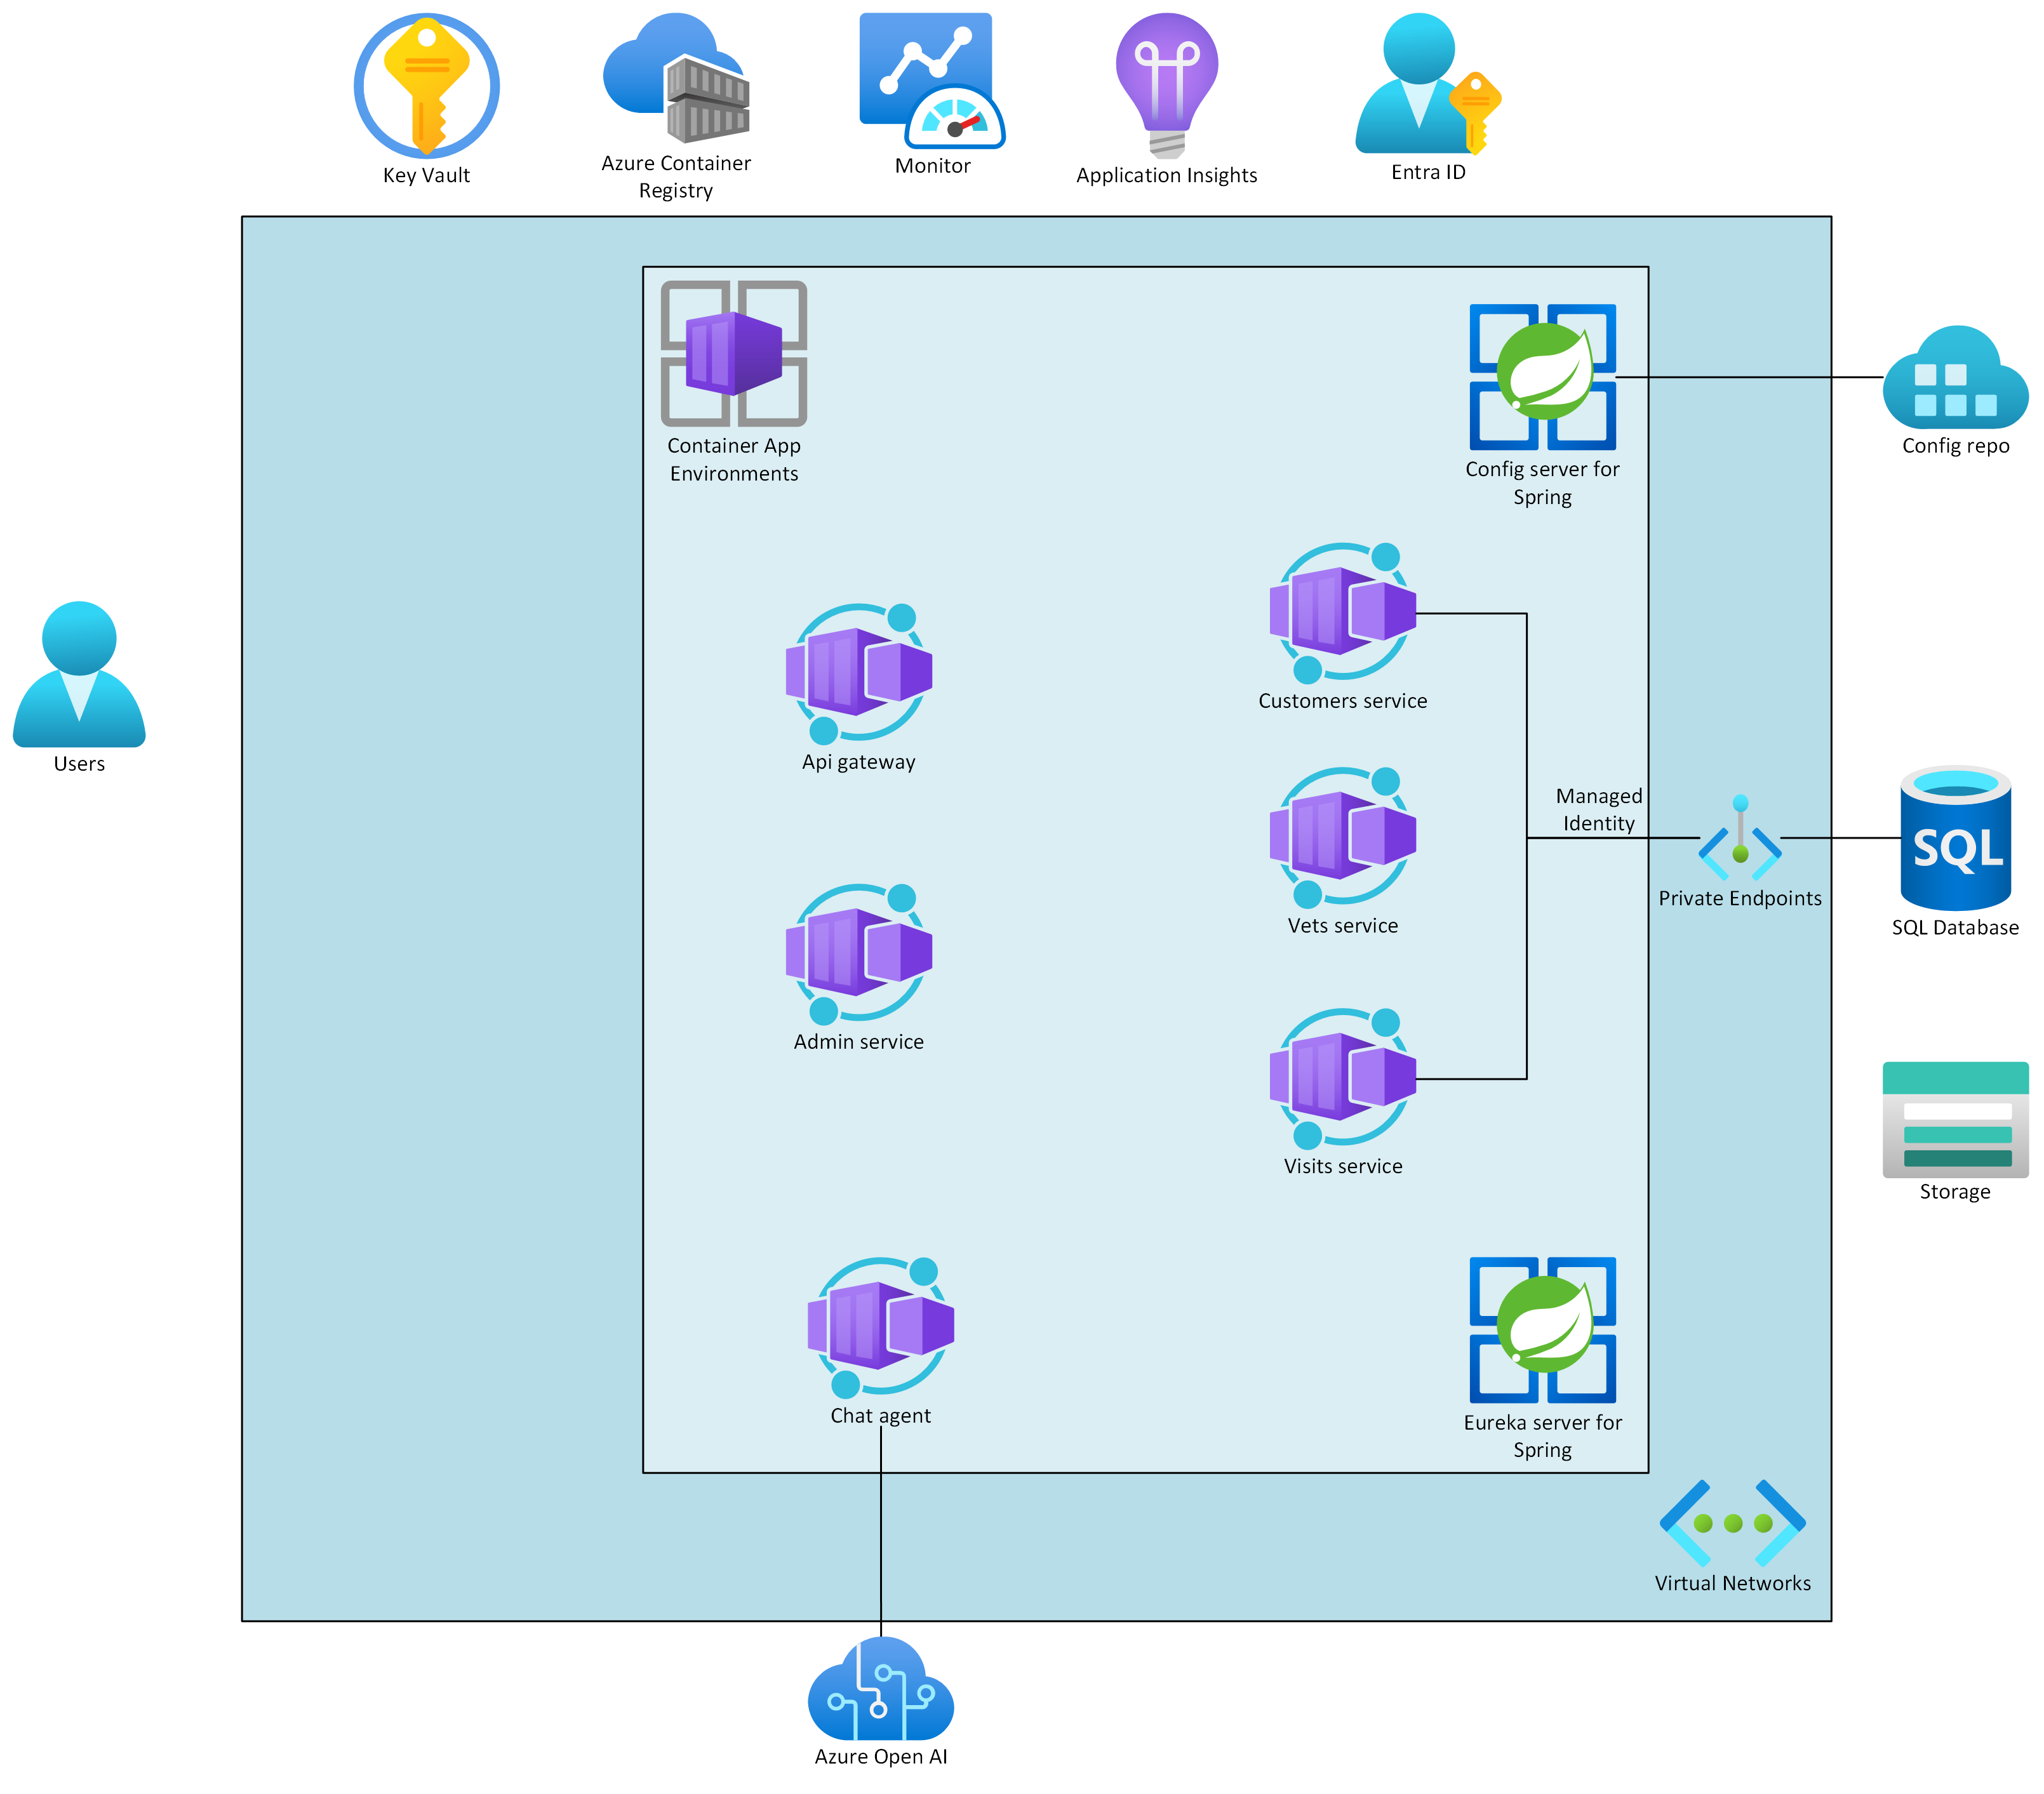 Key Vault
Azure Container
Registry
Monitor
Application Insights
Entra ID
Container App
Environments
Config server for
Spring
Config repo
Users
Api gateway
Customers service
Managed
Identity
Private Endpoints
SQL
SQL Database
Vets service
Admin service
Visits service
Storage
Chat agent
Eureka server for
Spring
Virtual Networks
Azure Open AI